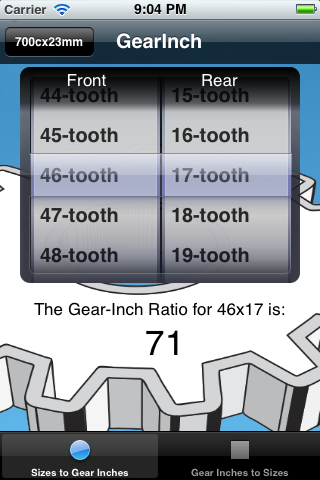 Carrier 9:04 PM
700cx23mm GearInch
Front Rear
44-tooth 15-tooth
45-tooth 16-tooth
46-tooth 17-tooth
47-tooth 18-tooth
48-tooth 19-tooth
The Gear-Inch Ratio for 46x17 is:
71
Sizes to Gear Inches Gear Inches to Sizes